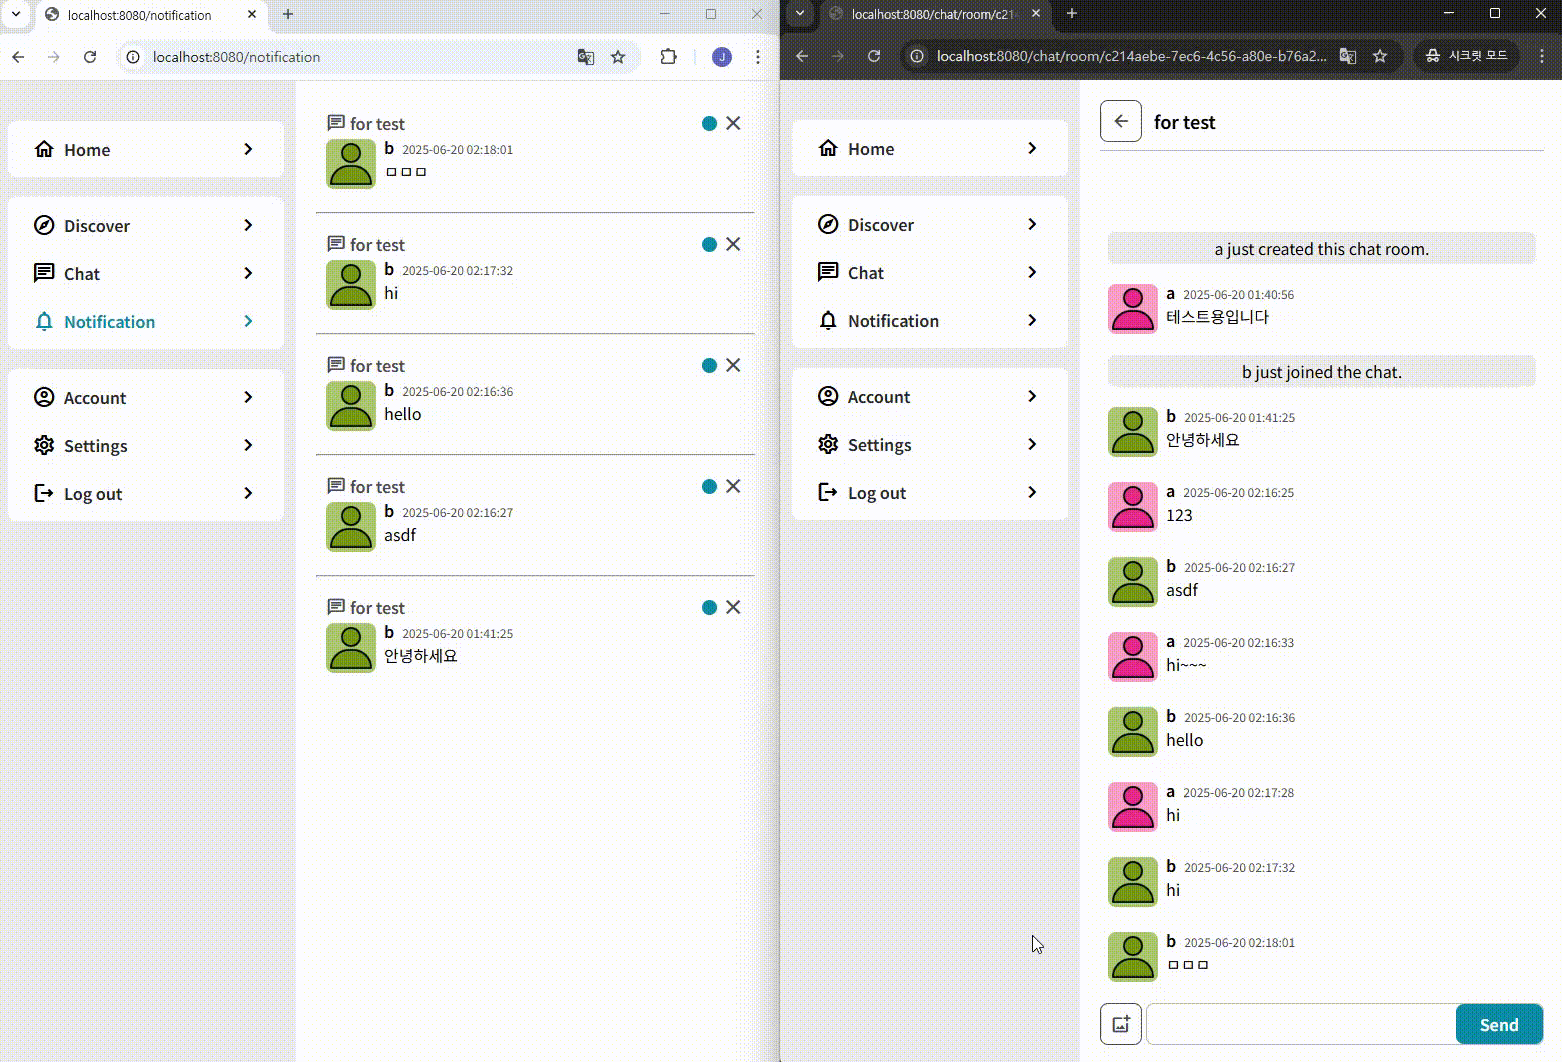 localhost:8080/notification
localhost:8080/notification
J
Home
Discover
Chat
Notification
Account
Settings
Log out
for test
b 2025-06-20 02:18:01
ㅁㅁㅁ
for test
b 2025-06-20 02:17:32
hi
for test
b 2025-06-20 02:16:36
hello
for test
b 2025-06-20 02:16:27
asdf
for test
b 2025-06-20 01:41:25
안녕하세요
localhost:8080/chat/room/c21
localhost:8080/chat/room/c214aebe-7ec6-4c56-a80e-b76a2...
시크릿 모드
Home
Discover
Chat
Notification
Account
Settings
Log out
for test
a just created this chat room.
a 2025-06-20 01:40:56
테스트용입니다
b just joined the chat.
b 2025-06-20 01:41:25
안녕하세요
a 2025-06-20 02:16:25
123
b 2025-06-20 02:16:27
asdf
a 2025-06-20 02:16:33
hi~~~
b 2025-06-20 02:16:36
hello
a 2025-06-20 02:17:28
hi
b 2025-06-20 02:17:32
hi
b 2025-06-20 02:18:01
ㅁㅁㅁ
Send